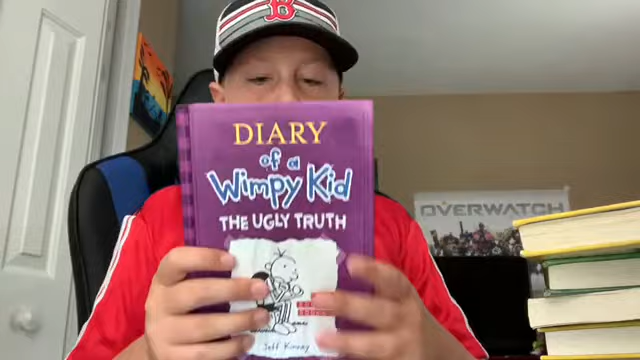 B
DIARY
of a
Wimpy Kid
THE UGLY TRUTH
Jeff Kinney
OVERWATCH